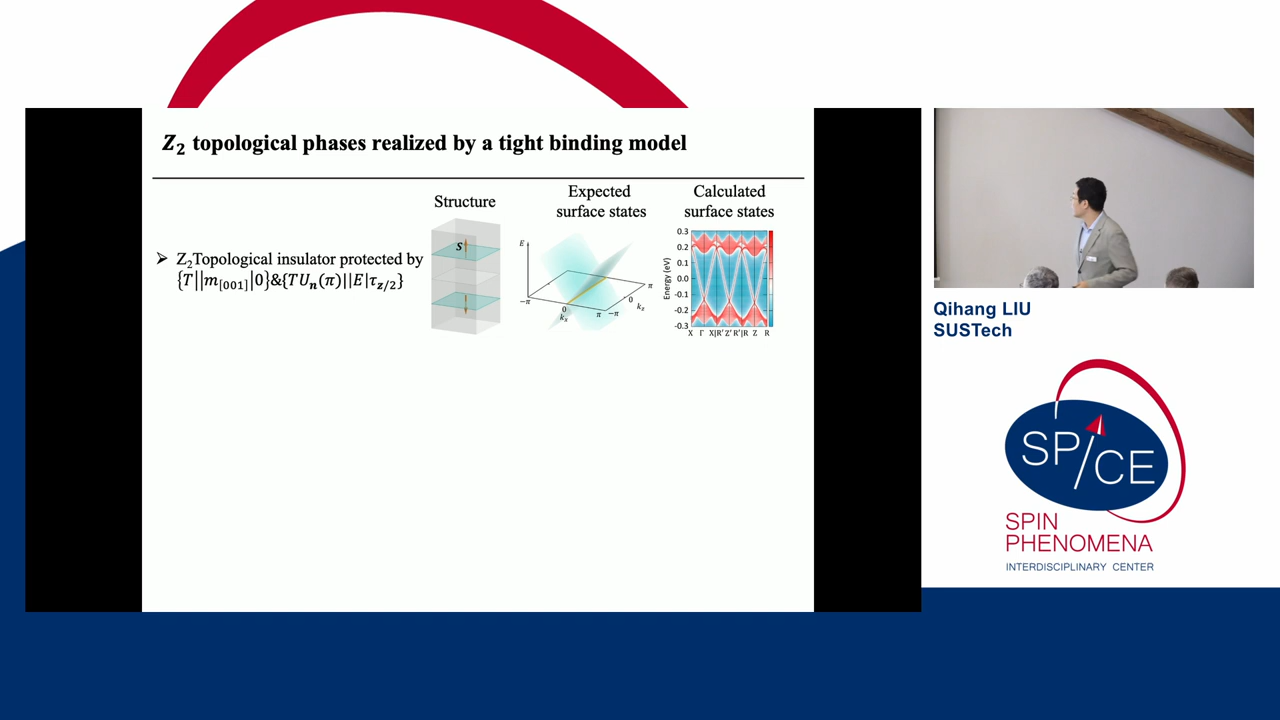 Z₂ topological phases realized by a tight binding model
Structure
Expected
surface states
Calculated
surface states
➢ Z₂Topological insulator protected by
{T||m[001]|0}&{TUₙ(π)||E|τz/2}
S
E
−π
0
kx
π
−π
0
kz
π
Energy (eV)
0.3
0.2
0.1
0.0
-0.1
-0.2
-0.3
X Γ X|R' Z' R'|R Z R
Qihang LIU
SUSTech
SP/CE
SPIN
PHENOMENA
INTERDISCIPLINARY CENTER